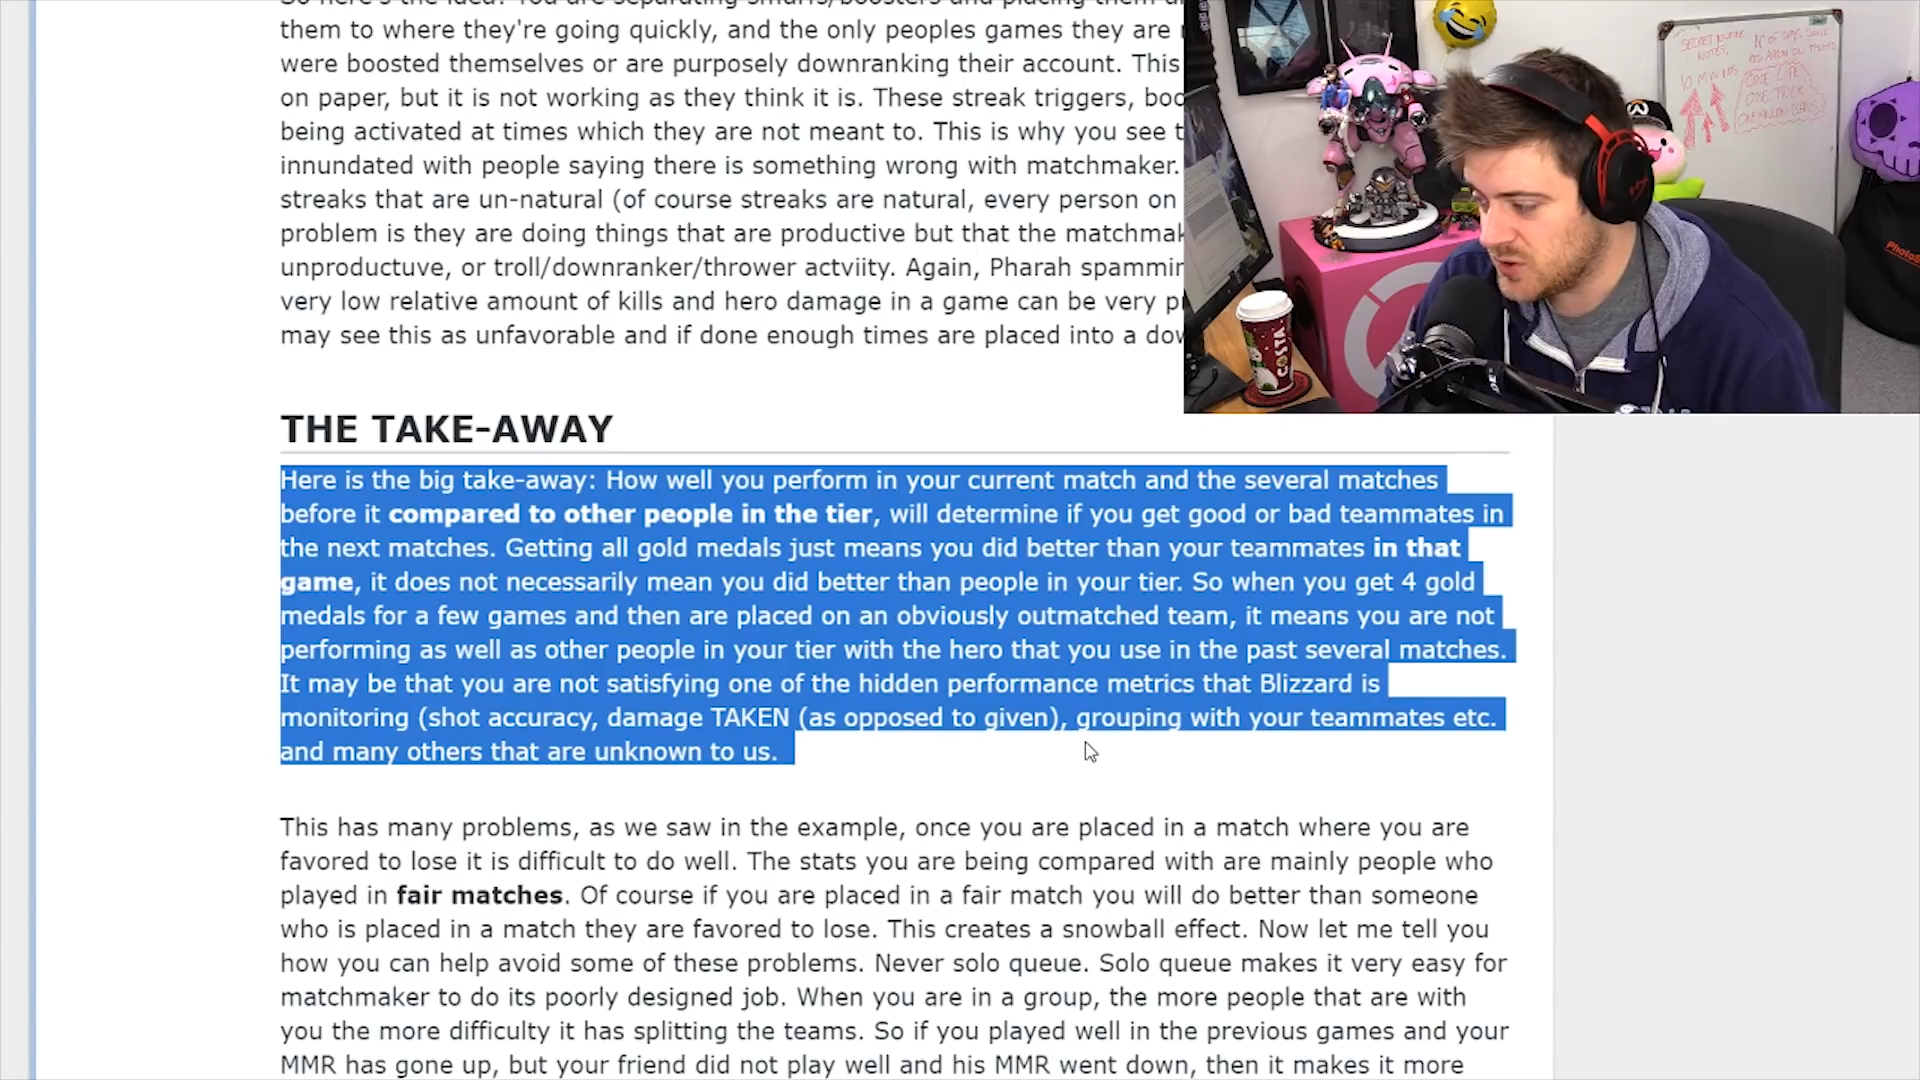 them to where they're going quickly, and the only peoples games they are
were boosted themselves or are purposely downranking their account. This
on paper, but it is not working as they think it is. These streak triggers,
being activated at times which they are not meant to. This is why you see
innundated with people saying there is something wrong with matchmaker.
streaks that are un-natural (of course streaks are natural, every person on
problem is they are doing things that are productive but that the
unproductuve, or troll/downranker/thrower actviity. Again, Pharah
very low relative amount of kills and hero damage in a game can be very
may see this as unfavorable and if done enough times are placed into a
THE TAKE-AWAY
Here is the big take-away: How well you perform in your current match and the several matches
before it compared to other people in the tier, will determine if you get good or bad teammates in
the next matches. Getting all gold medals just means you did better than your teammates in that
game, it does not necessarily mean you did better than people in your tier. So when you get 4 gold
medals for a few games and then are placed on an obviously outmatched team, it means you are not
performing as well as other people in your tier with the hero that you use in the past several matches.
It may be that you are not satisfying one of the hidden performance metrics that Blizzard is
monitoring (shot accuracy, damage TAKEN (as opposed to given), grouping with your teammates etc.
and many others that are unknown to us.
This has many problems, as we saw in the example, once you are placed in a match where you are
favored to lose it is difficult to do well. The stats you are being compared with are mainly people who
played in fair matches. Of course if you are placed in a fair match you will do better than someone
who is placed in a match they are favored to lose. This creates a snowball effect. Now let me tell you
how you can help avoid some of these problems. Never solo queue. Solo queue makes it very easy for
matchmaker to do its poorly designed job. When you are in a group, the more people that are with
you the more difficulty it has splitting the teams. So if you played well in the previous games and your
MMR has gone up, but your friend did not play well and his MMR went down, then it makes it more
COSTA
ONE LIFE
ONE TRICK